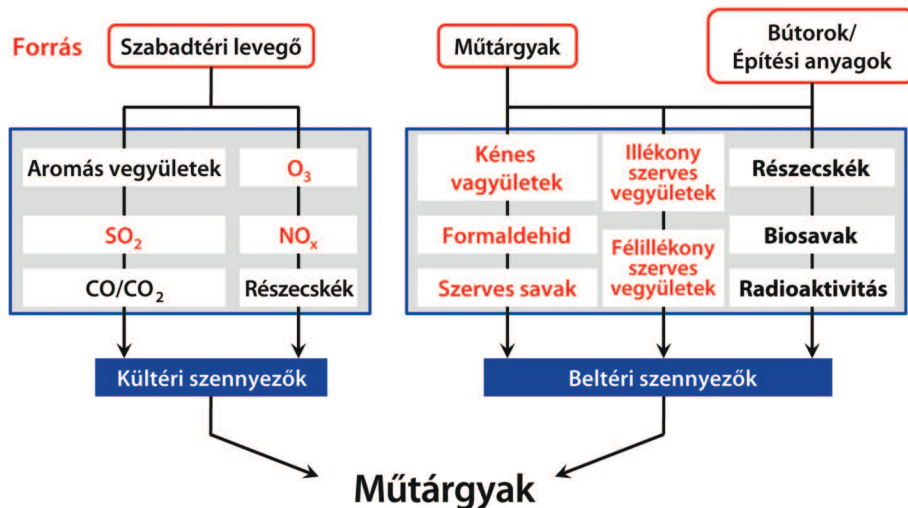 Forrás
Szabadtéri levegő
Műtárgyak
Bútorok/
Építési anyagok
Aromás vegyületek
O₃
SO₂
NOₓ
CO/CO₂
Részecskék
Kénes
vagyületek
Illékony
szerves
vegyületek
Részecskék
Formaldehid
Félillékony
szerves
vegyületek
Biosavak
Szerves savak
Radioaktivitás
Kültéri szennyezők
Beltéri szennyezők
Műtárgyak